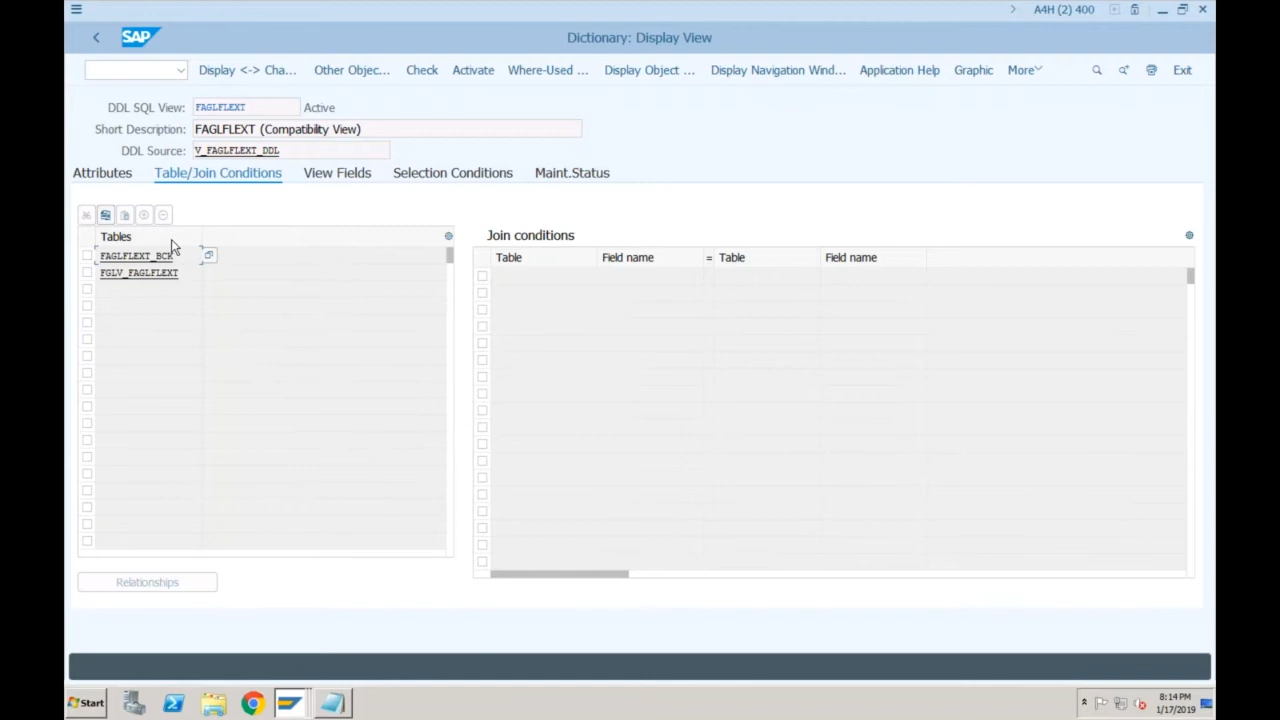 A4H (2) 400
SAP
Dictionary: Display View
Display <-> Cha... Other Objec... Check Activate Where-Used ... Display Object ... Display Navigation Wind... Application Help Graphic More Exit
DDL SQL View: FAGLFLEXT Active
Short Description: FAGLFLEXT (Compatibility View)
DDL Source: V_FAGLFLEXT_DDL
Attributes Table/Join Conditions View Fields Selection Conditions Maint.Status
Tables
FAGLFLEXT_BCK
FGLV_FAGLFLEXT
Join conditions
Table Field name = Table Field name
Relationships
Start
8:14 PM
1/17/2019